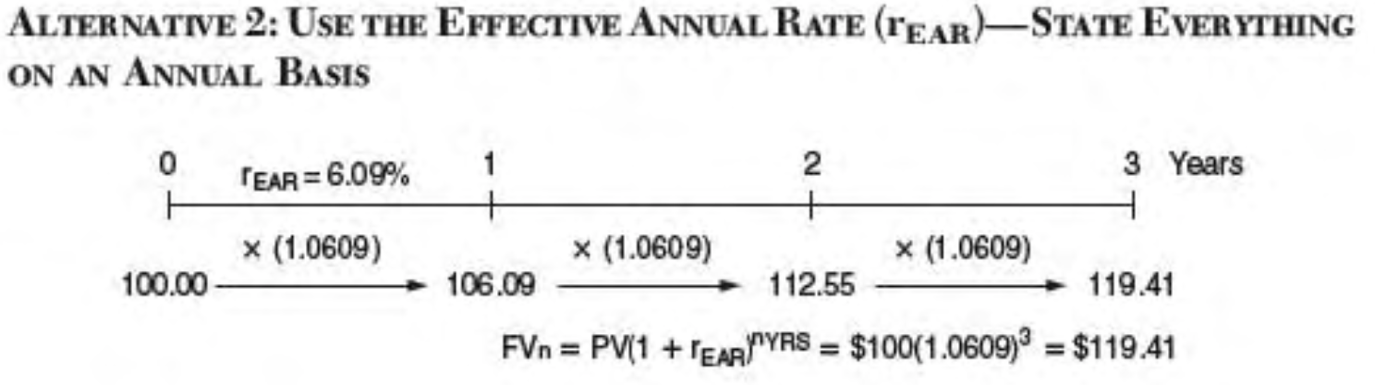 ALTERNATIVE 2: USE THE EFFECTIVE ANNUAL RATE (rEAR)—STATE EVERYTHING
ON AN ANNUAL BASIS
0 rEAR = 6.09% 1 2 3 Years
× (1.0609) × (1.0609) × (1.0609)
100.00 106.09 112.55 119.41
FVn = PV(1 + rEAR)nYRS = $100(1.0609)3 = $119.41